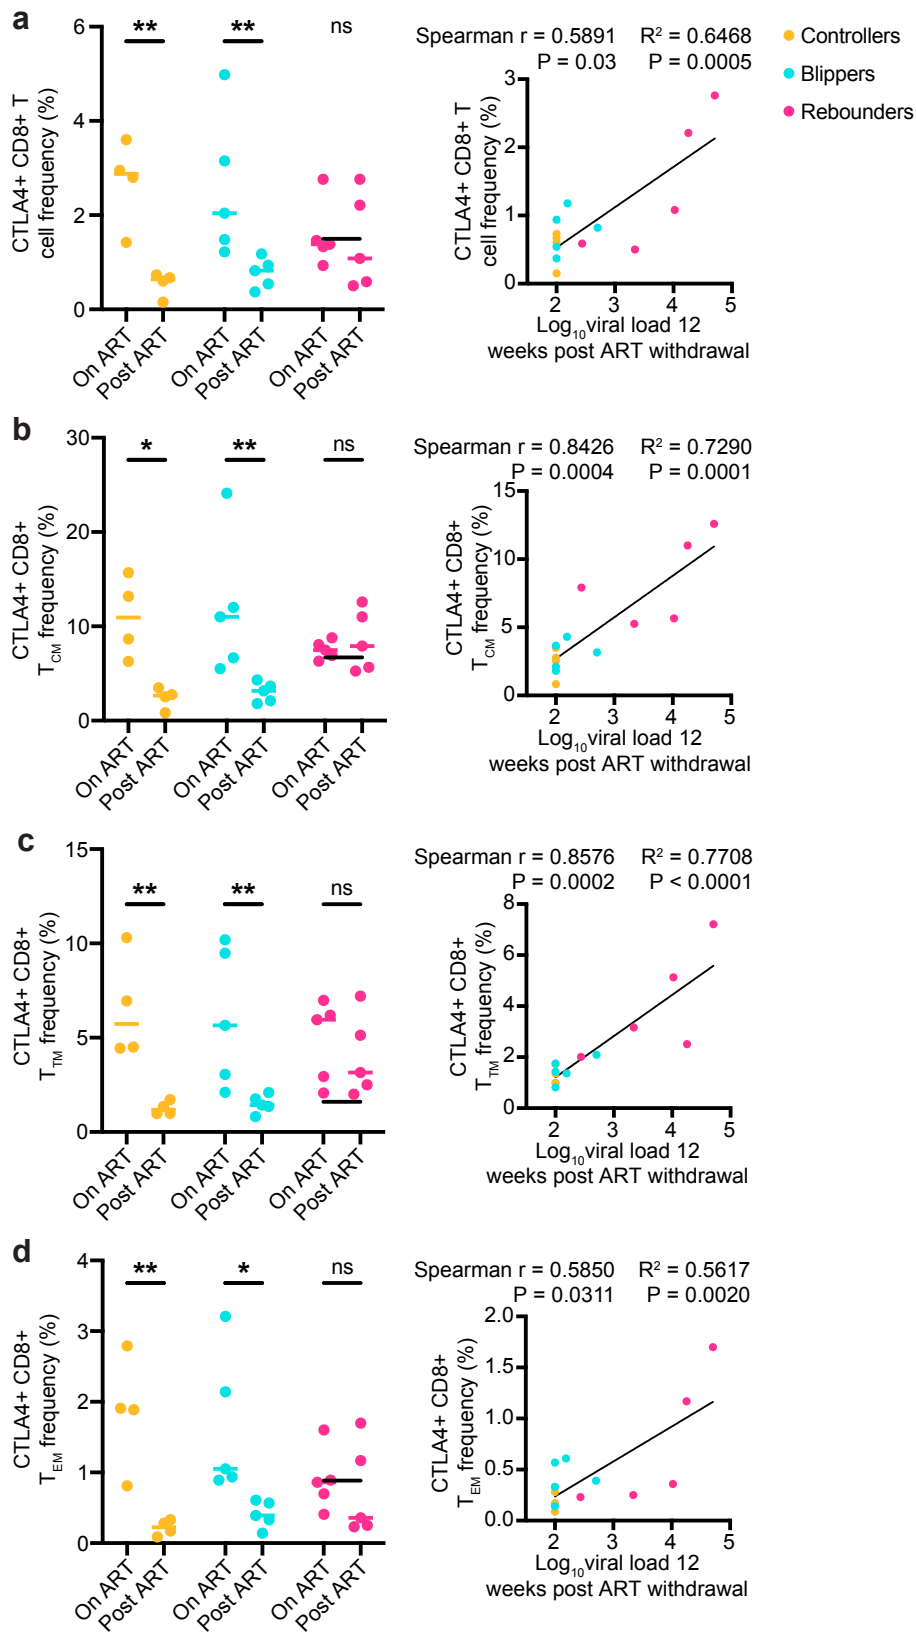 a
6
4
2
0
CTLA4+ CD8+ T
cell frequency (%)
**
**
ns
On ART
Post ART
On ART
Post ART
On ART
Post ART
Spearman r = 0.5891 R² = 0.6468
P = 0.03 P = 0.0005
3
2
1
0
CTLA4+ CD8+ T
cell frequency (%)
2 3 4 5
Log₁₀viral load 12
weeks post ART withdrawal
Controllers
Blippers
Rebounders
b
30
20
10
0
CTLA4+ CD8+
T_CM frequency (%)
*
**
ns
On ART
Post ART
On ART
Post ART
On ART
Post ART
Spearman r = 0.8426 R² = 0.7290
P = 0.0004 P = 0.0001
15
10
5
0
CTLA4+ CD8+
T_CM frequency (%)
2 3 4 5
Log₁₀viral load 12
weeks post ART withdrawal
c
15
10
5
0
CTLA4+ CD8+
T_TM frequency (%)
**
**
ns
On ART
Post ART
On ART
Post ART
On ART
Post ART
Spearman r = 0.8576 R² = 0.7708
P = 0.0002 P < 0.0001
8
6
4
2
0
CTLA4+ CD8+
T_TM frequency (%)
2 3 4 5
Log₁₀viral load 12
weeks post ART withdrawal
d
4
3
2
1
0
CTLA4+ CD8+
T_EM frequency (%)
**
*
ns
On ART
Post ART
On ART
Post ART
On ART
Post ART
Spearman r = 0.5850 R² = 0.5617
P = 0.0311 P = 0.0020
2.0
1.5
1.0
0.5
0.0
CTLA4+ CD8+
T_EM frequency (%)
2 3 4 5
Log₁₀viral load 12
weeks post ART withdrawal